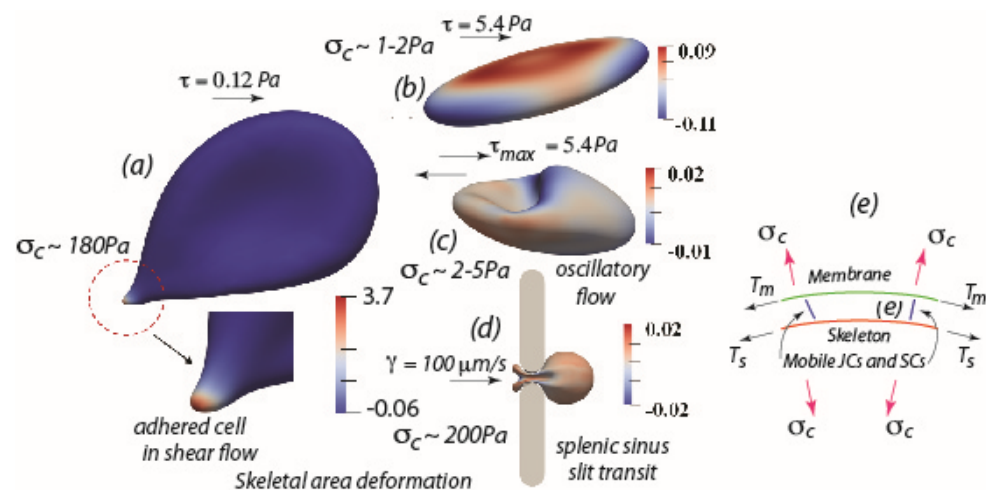 τ = 0.12 Pa
(a)
σc ~ 180Pa
3.7
-0.06
adhered cell
in shear flow
Skeletal area deformation
σc ~ 1-2Pa
τ = 5.4 Pa
(b)
0.09
-0.11
τmax = 5.4Pa
(c)
0.02
-0.01
σc ~ 2-5Pa
oscillatory
flow
(d)
γ = 100 μm/s
0.02
-0.02
σc ~ 200Pa
splenic sinus
slit transit
(e)
σc
σc
Membrane
Tm
Tm
(e)
Skeleton
Ts
Mobile JCs and SCs
Ts
σc
σc